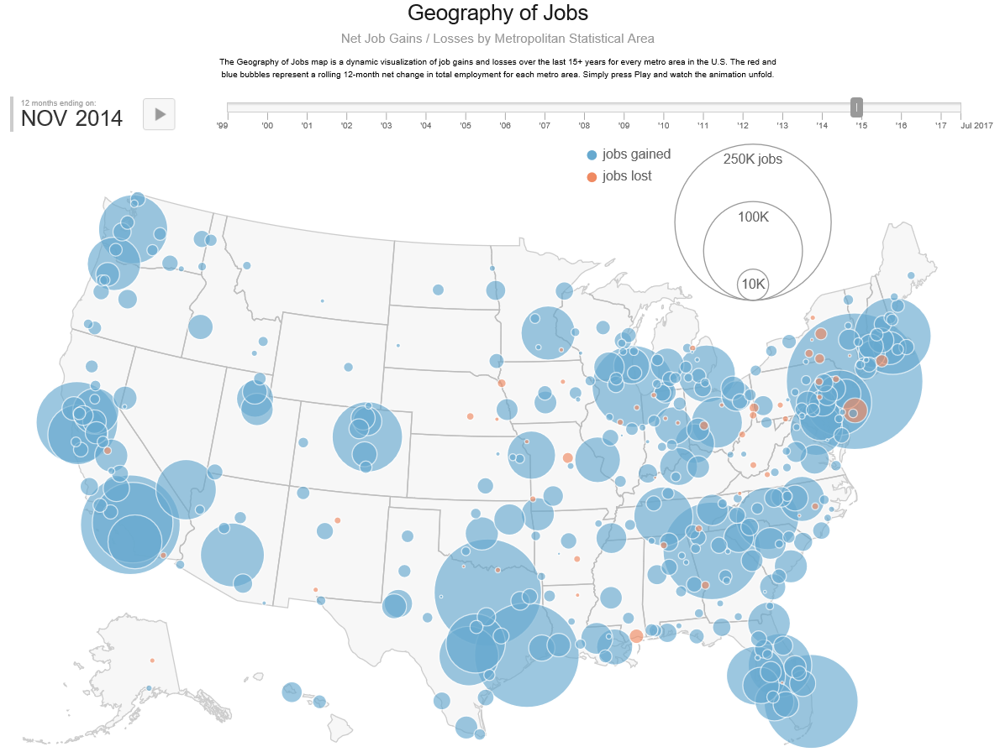 Geography of Jobs
Net Job Gains / Losses by Metropolitan Statistical Area
The Geography of Jobs map is a dynamic visualization of job gains and losses over the last 15+ years for every metro area in the U.S. The red and
blue bubbles represent a rolling 12-month net change in total employment for each metro area. Simply press Play and watch the animation unfold.
12 months ending on:
NOV 2014
'99 '00 '01 '02 '03 '04 '05 '06 '07 '08 '09 '10 '11 '12 '13 '14 '15 '16 '17 Jul 2017
jobs gained
jobs lost
250K jobs
100K
10K